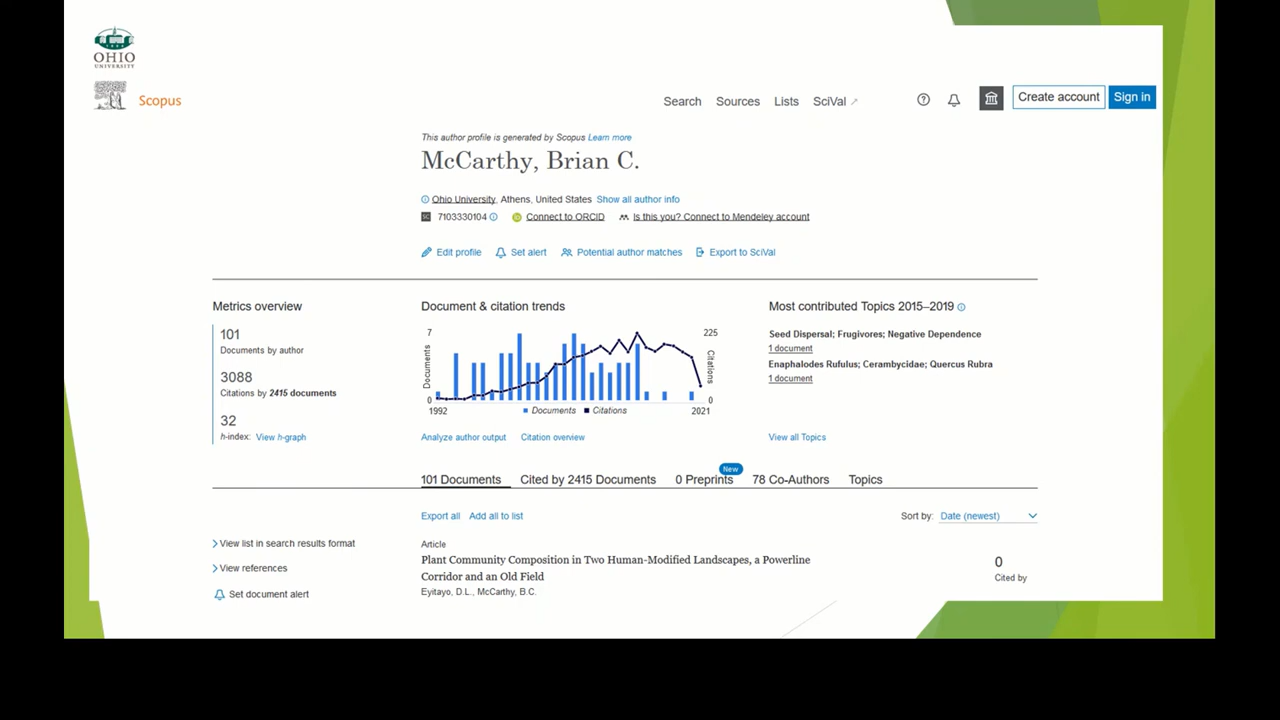 OHIO
UNIVERSITY
Scopus
Search Sources Lists SciVal ↗
Create account Sign in
This author profile is generated by Scopus Learn more
McCarthy, Brian C.
Ohio University, Athens, United States Show all author info
SC 7103330104 Connect to ORCID Is this you? Connect to Mendeley account
Edit profile Set alert Potential author matches Export to SciVal
Metrics overview
101
Documents by author
3088
Citations by 2415 documents
32
h-index: View h-graph
Document & citation trends
7 225
Documents
Citations
0 0
1992 2021
Documents Citations
Analyze author output Citation overview
Most contributed Topics 2015–2019
Seed Dispersal; Frugivores; Negative Dependence
1 document
Enaphalodes Rufulus; Cerambycidae; Quercus Rubra
1 document
View all Topics
New
101 Documents Cited by 2415 Documents 0 Preprints 78 Co-Authors Topics
Export all Add all to list
Sort by: Date (newest)
View list in search results format
View references
Set document alert
Article
Plant Community Composition in Two Human-Modified Landscapes, a Powerline
Corridor and an Old Field
Eyitayo, D.L., McCarthy, B.C.
0
Cited by